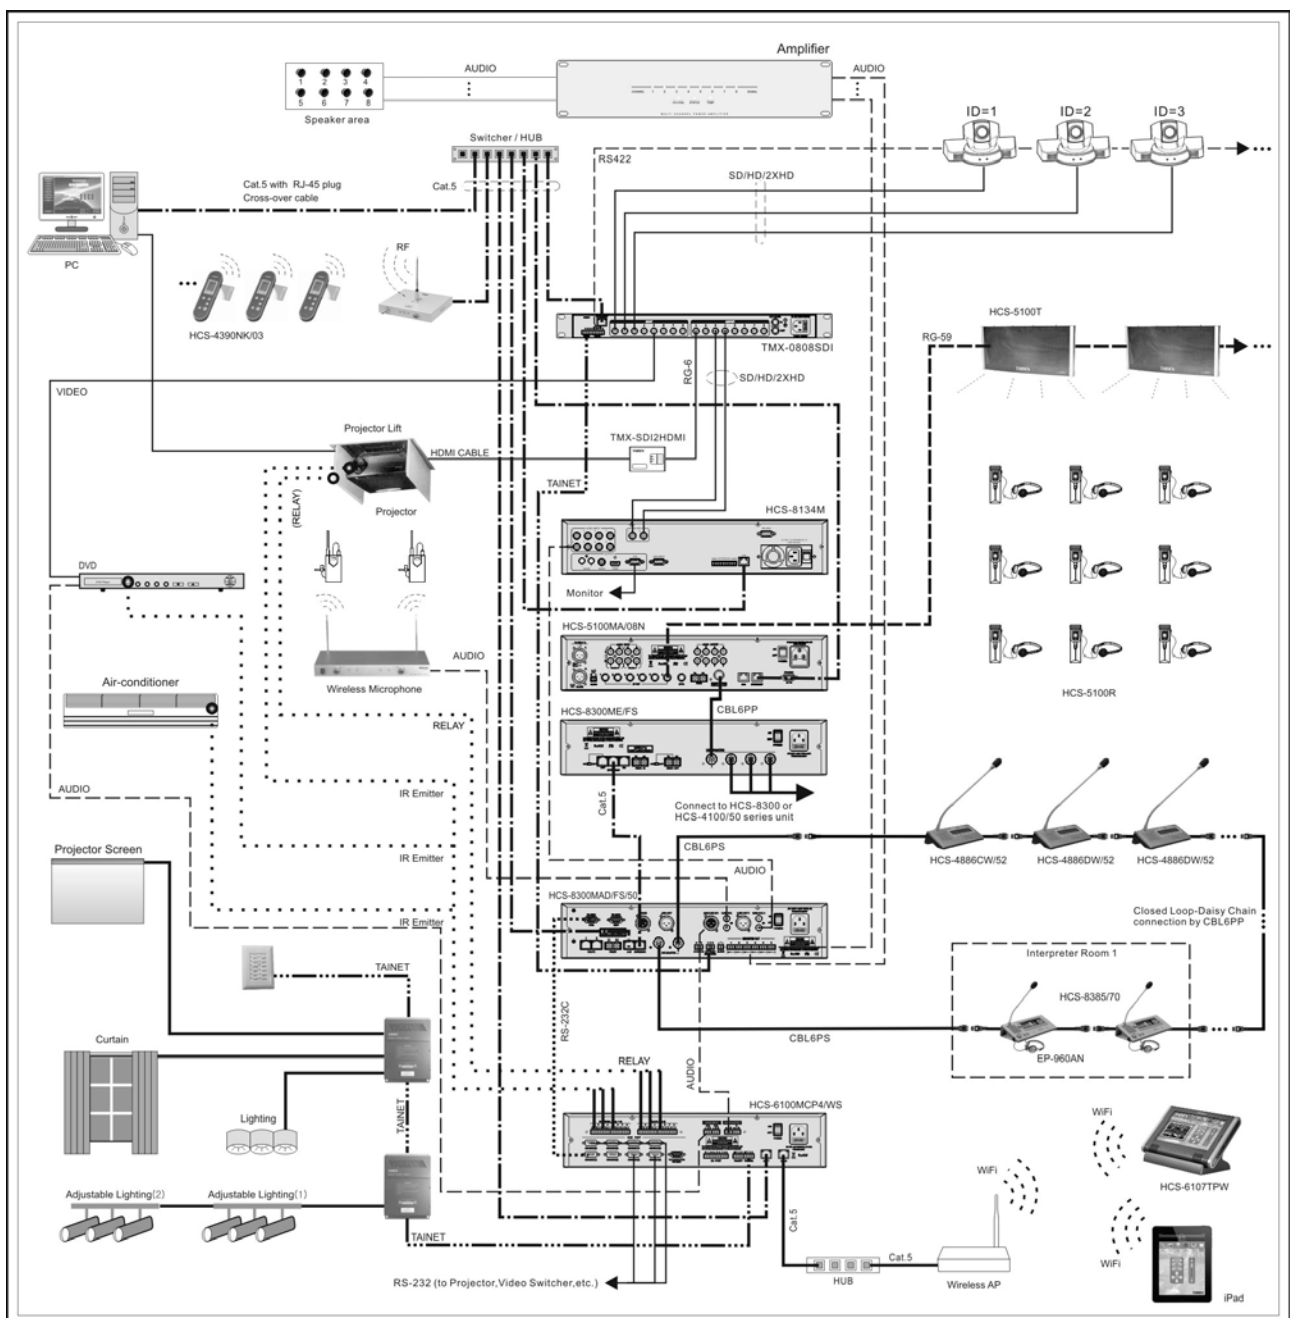 Amplifier
AUDIO
AUDIO
1 2 3 4
5 6 7 8
Speaker area
Switcher / HUB
ID=1
ID=2
ID=3
RS422
Cat.5 with RJ-45 plug
Cross-over cable
Cat.5
SD/HD/2XHD
PC
RF
HCS-4390NK/03
HCS-5100T
RG-59
TMX-0808SDI
VIDEO
RG-6
SD/HD/2XHD
Projector Lift
TMX-SDI2HDMI
HDMI CABLE
TAINET
(RELAY)
Projector
HCS-8134M
DVD
Monitor
HCS-5100MA/08N
AUDIO
Wireless Microphone
Air-conditioner
HCS-5100R
RELAY
HCS-8300ME/FS
CBL6PP
AUDIO
IR Emitter
Cat.5
Connect to HCS-8300 or
HCS-4100/50 series unit
Projector Screen
IR Emitter
CBL6PS
HCS-4886CW/52
HCS-4886DW/52
HCS-4886DW/52
AUDIO
HCS-8300MAD/FS/50
IR Emitter
Closed Loop-Daisy Chain
connection by CBL6PP
Interpreter Room 1
TAINET
HCS-8385/70
RS-232C
CBL6PS
Curtain
EP-960AN
RELAY
AUDIO
HCS-6100MCP4/WS
TAINET
Lighting
WiFi
WiFi
HCS-6107TPW
Adjustable Lighting(2)
Adjustable Lighting(1)
TAINET
Cat.5
WiFi
Cat.5
RS-232 (to Projector,Video Switcher,etc.)
HUB
Wireless AP
iPad